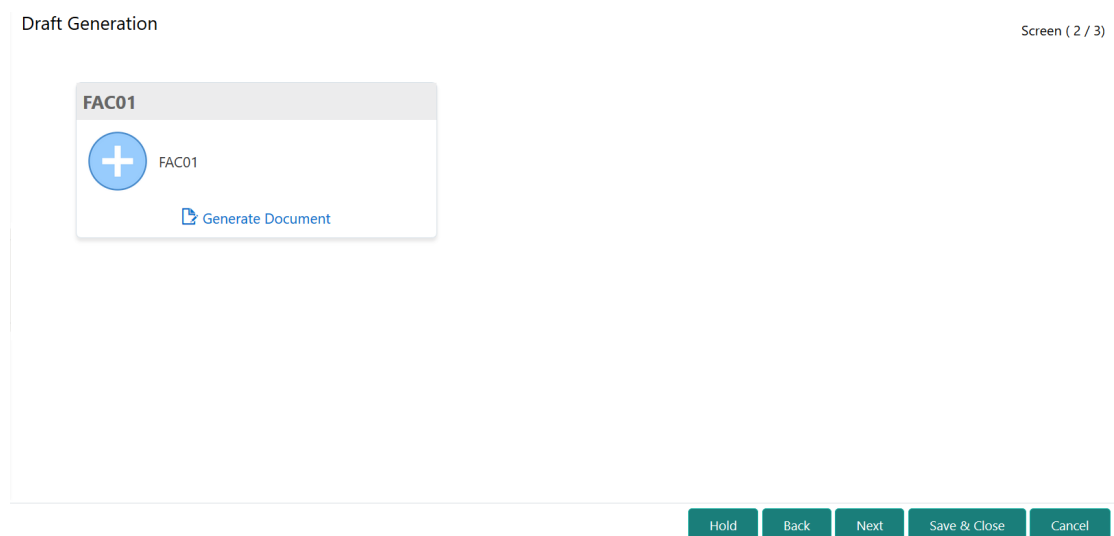 Draft Generation
Screen ( 2 / 3)
FAC01
FAC01
Generate Document
Hold Back Next Save & Close Cancel